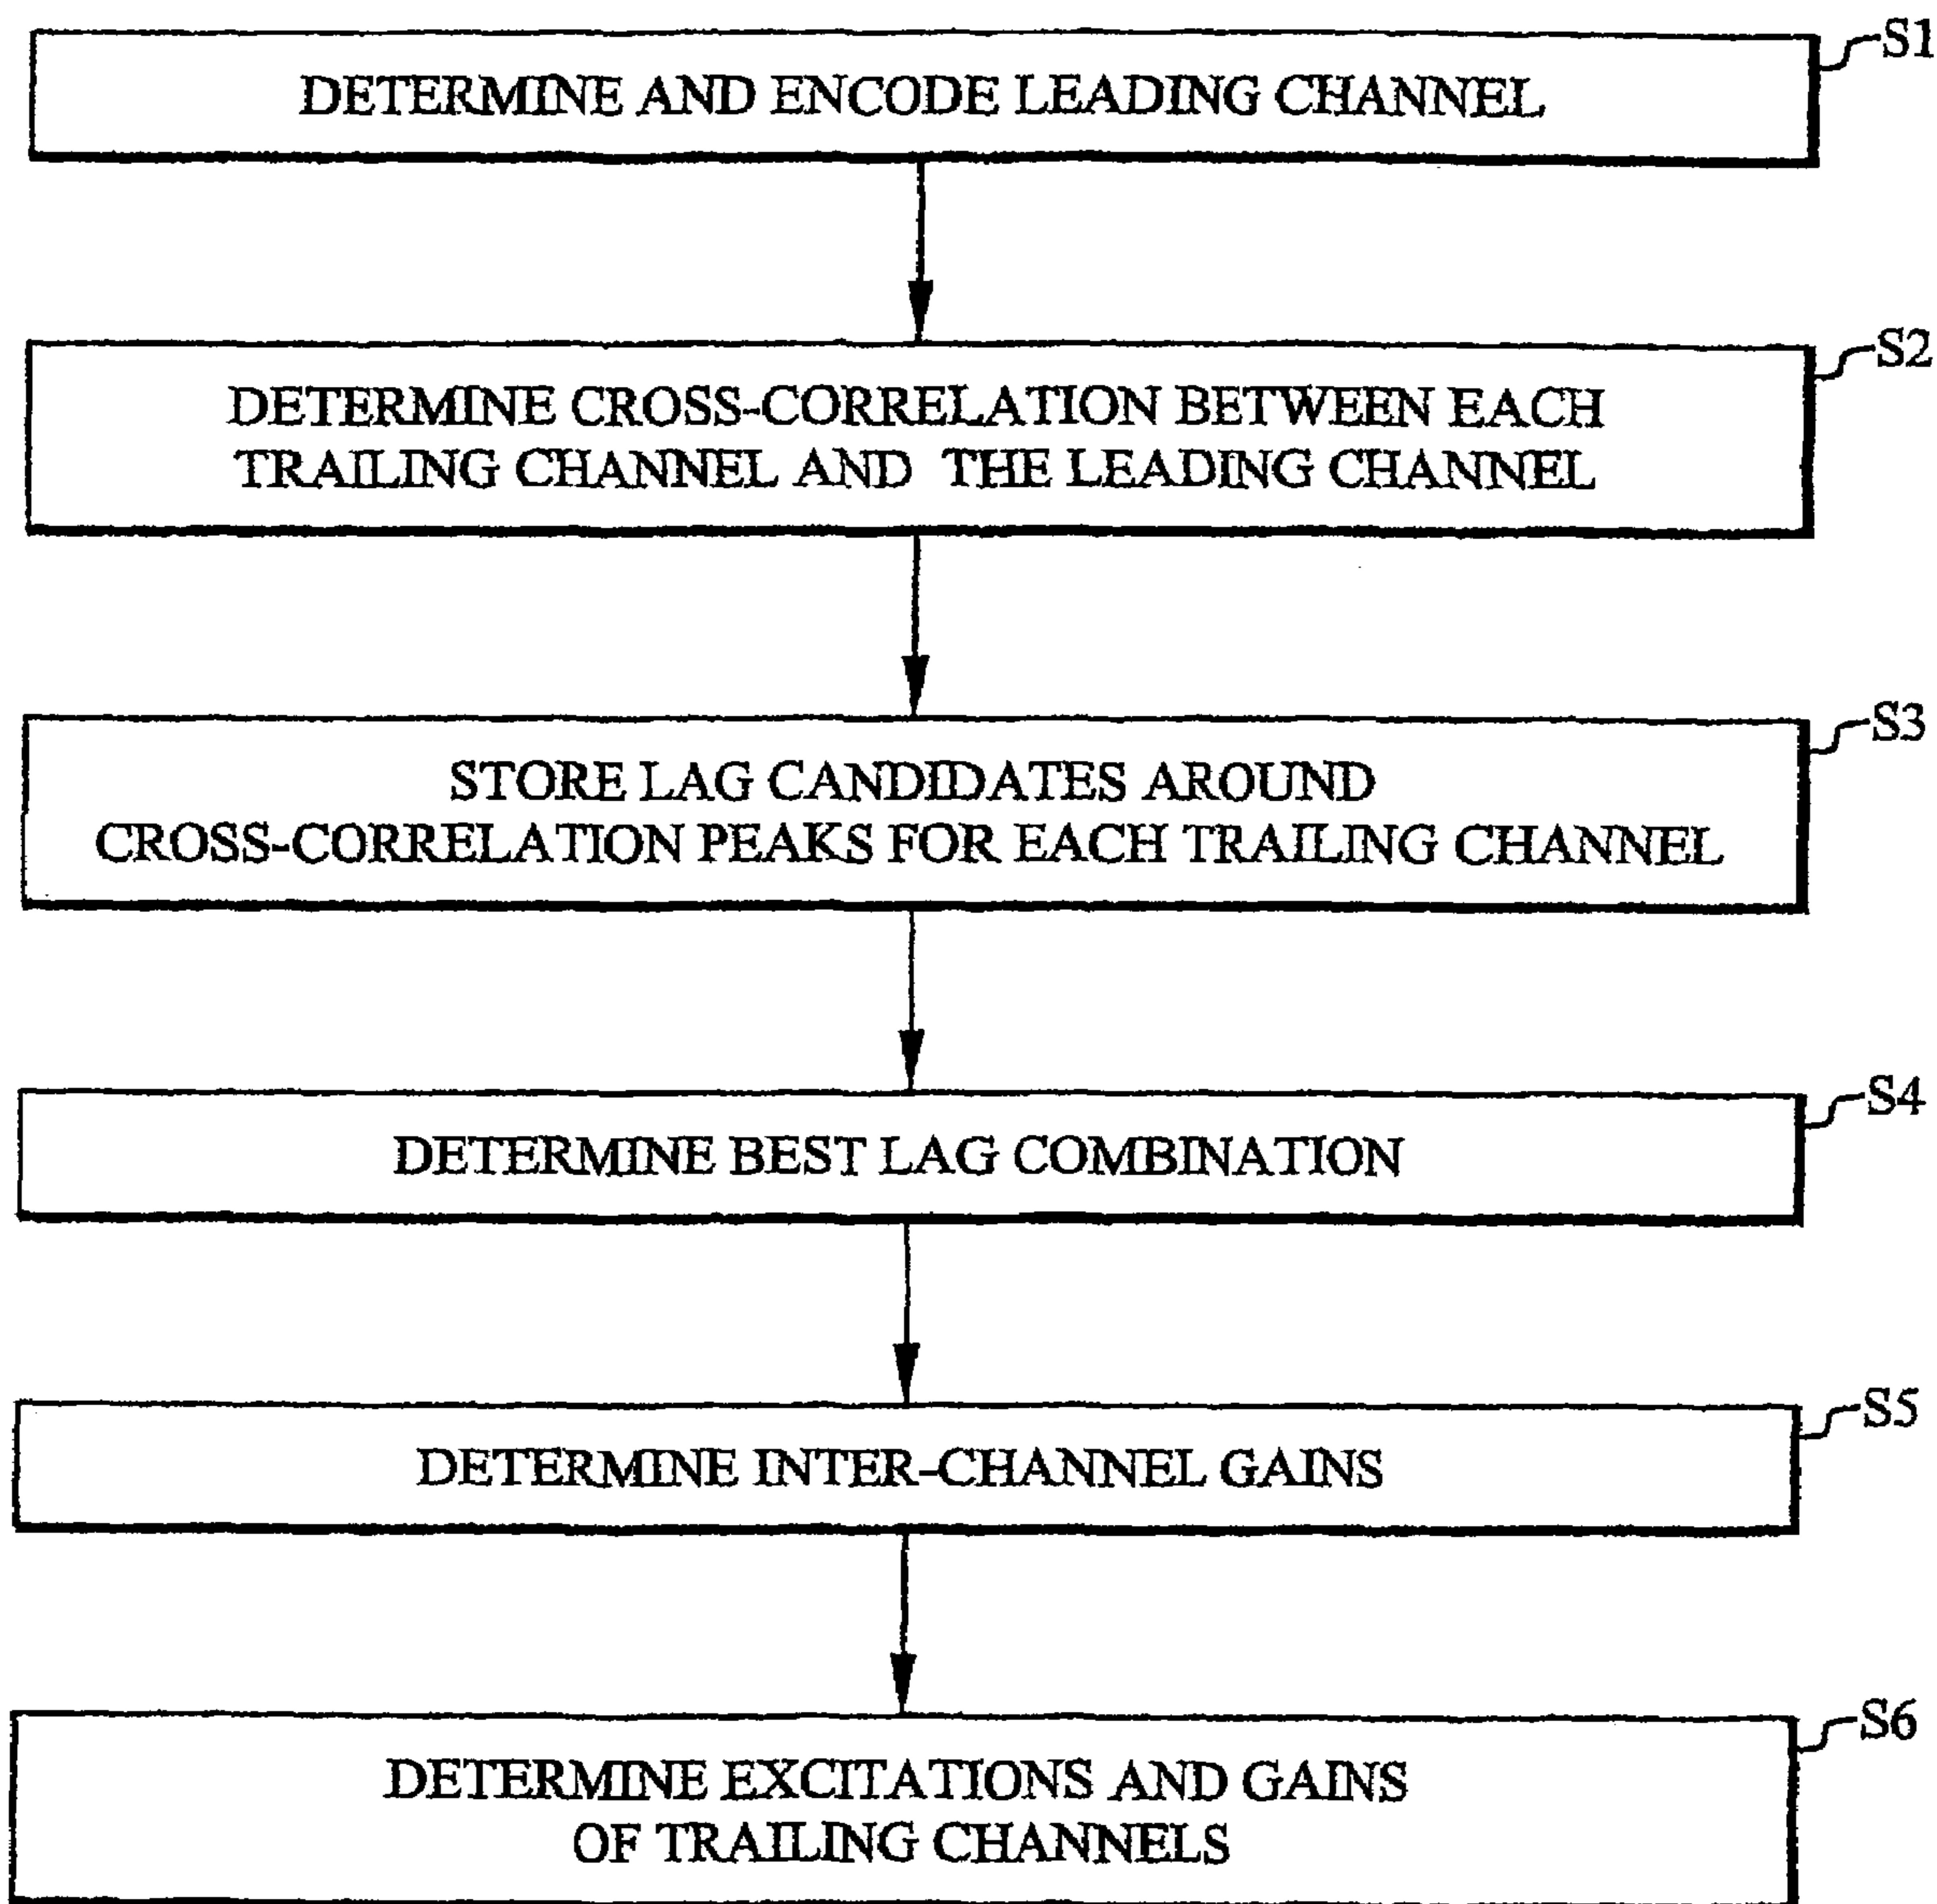 S1
DETERMINE AND ENCODE LEADING CHANNEL
S2
DETERMINE CROSS-CORRELATION BETWEEN EACH
TRAILING CHANNEL AND THE LEADING CHANNEL
S3
STORE LAG CANDIDATES AROUND
CROSS-CORRELATION PEAKS FOR EACH TRAILING CHANNEL
S4
DETERMINE BEST LAG COMBINATION
S5
DETERMINE INTER-CHANNEL GAINS
S6
DETERMINE EXCITATIONS AND GAINS
OF TRAILING CHANNELS